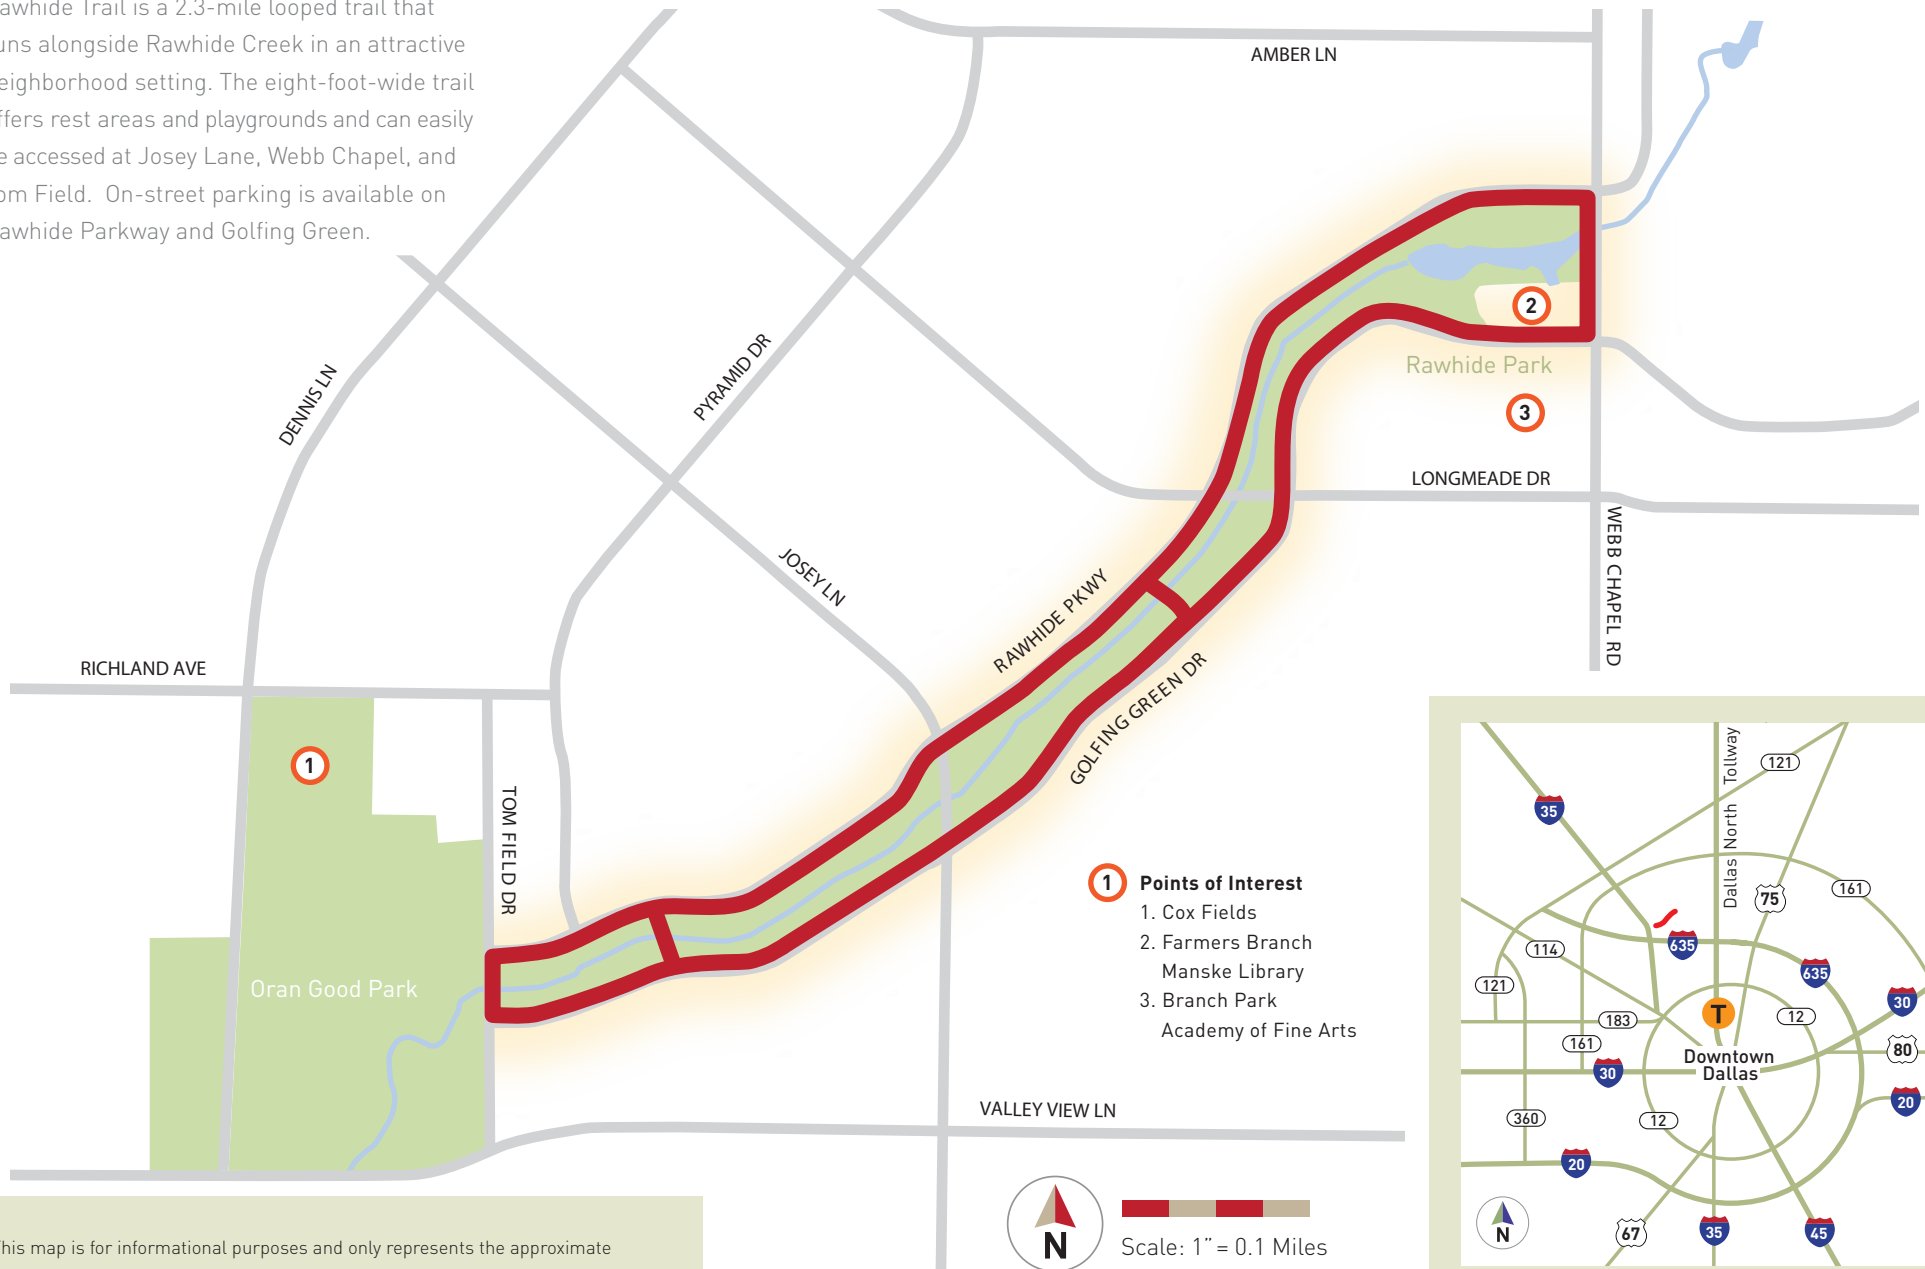 awhide Trail is a 2.3-mile looped trail that
uns alongside Rawhide Creek in an attractive
eighborhood setting. The eight-foot-wide trail
ffers rest areas and playgrounds and can easily
e accessed at Josey Lane, Webb Chapel, and
om Field. On-street parking is available on
awhide Parkway and Golfing Green.
AMBER LN
DENNIS LN
PYRAMID DR
JOSEY LN
2
Rawhide Park
3
LONGMEADE DR
WEBB CHAPEL RD
RAWHIDE PKWY
GOLFING GREEN DR
RICHLAND AVE
1
TOM FIELD DR
Oran Good Park
VALLEY VIEW LN
1 Points of Interest
1. Cox Fields
2. Farmers Branch
Manske Library
3. Branch Park
Academy of Fine Arts
N
Scale: 1" = 0.1 Miles
This map is for informational purposes and only represents the approximate
Dallas North Tollway
121
35
75
161
635
114
635
121
30
T
12
183
161
80
Downtown
Dallas
30
20
360
12
20
N
67
35
45